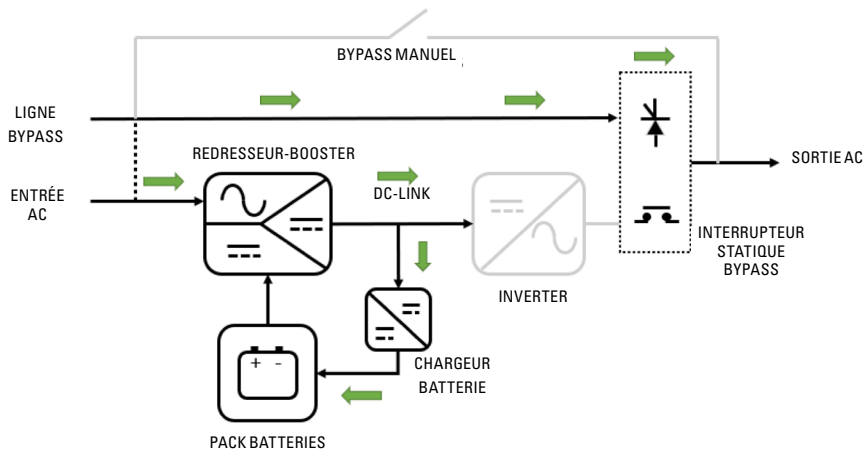 BYPASS MANUEL
LIGNE
BYPASS
REDRESSEUR-BOOSTER
SORTIE AC
ENTRÉE
AC
DC-LINK
INTERRUPTEUR
STATIQUE
BYPASS
INVERTER
CHARGEUR
BATTERIE
+ -
PACK BATTERIES